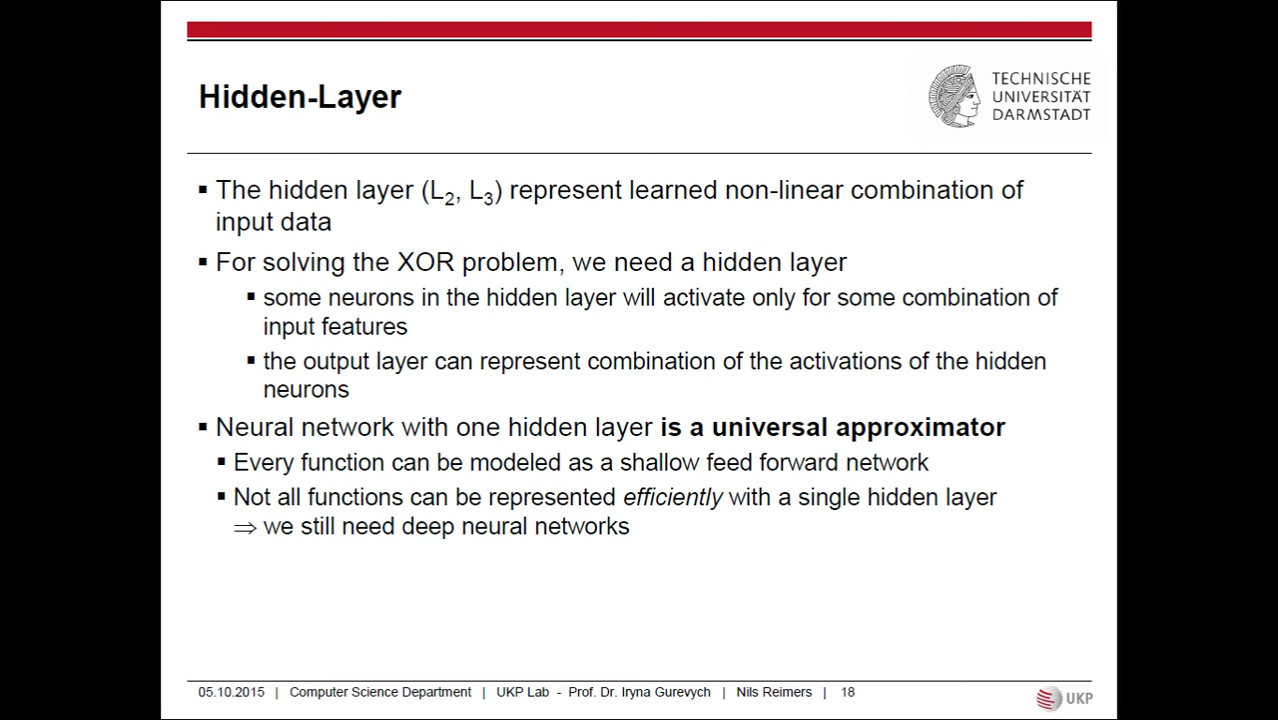 Hidden-Layer
TECHNISCHE
UNIVERSITÄT
DARMSTADT
▪ The hidden layer (L2, L3) represent learned non-linear combination of
input data
▪ For solving the XOR problem, we need a hidden layer
▪ some neurons in the hidden layer will activate only for some combination of
input features
▪ the output layer can represent combination of the activations of the hidden
neurons
▪ Neural network with one hidden layer is a universal approximator
▪ Every function can be modeled as a shallow feed forward network
▪ Not all functions can be represented efficiently with a single hidden layer
⇒ we still need deep neural networks
05.10.2015 | Computer Science Department | UKP Lab - Prof. Dr. Iryna Gurevych | Nils Reimers | 18
UKP